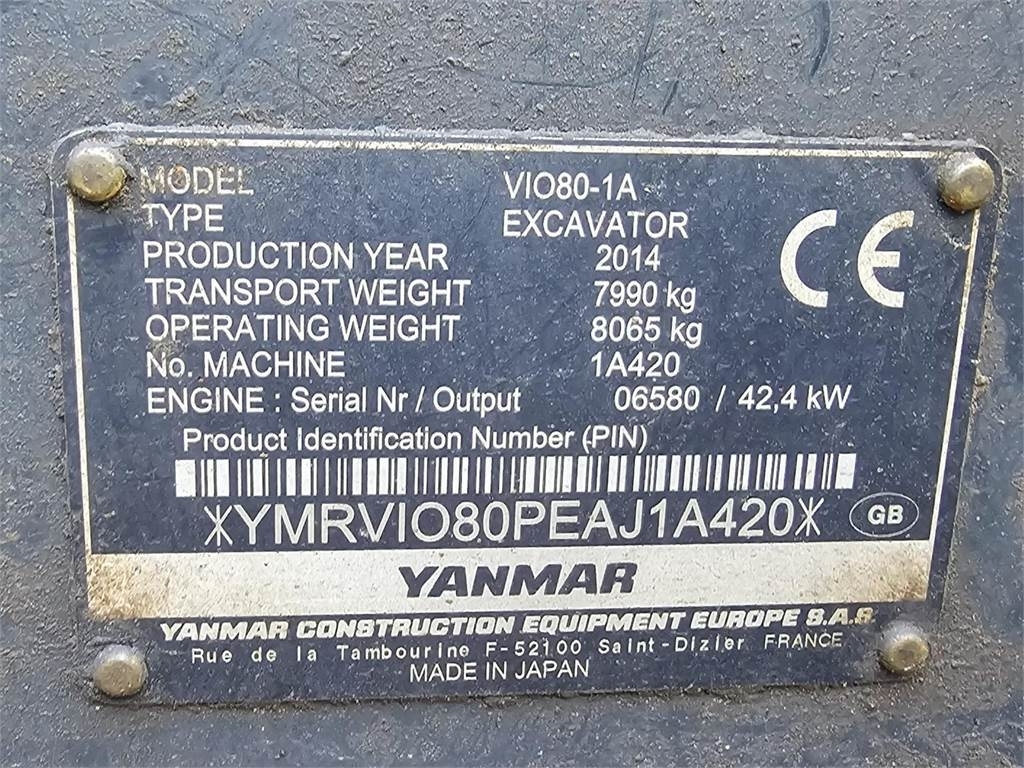 MODEL VIO80-1A
TYPE EXCAVATOR
PRODUCTION YEAR 2014
TRANSPORT WEIGHT 7990 kg
OPERATING WEIGHT 8065 kg
No. MACHINE 1A420
ENGINE : Serial Nr / Output 06580 / 42,4 kW
CE
Product Identification Number (PIN)
*YMRVIO80PEAJ1A420*
GB
YANMAR
YANMAR CONSTRUCTION EQUIPMENT EUROPE S.A.S
Rue de la Tambourine F-52100 Saint-Dizier FRANCE
MADE IN JAPAN